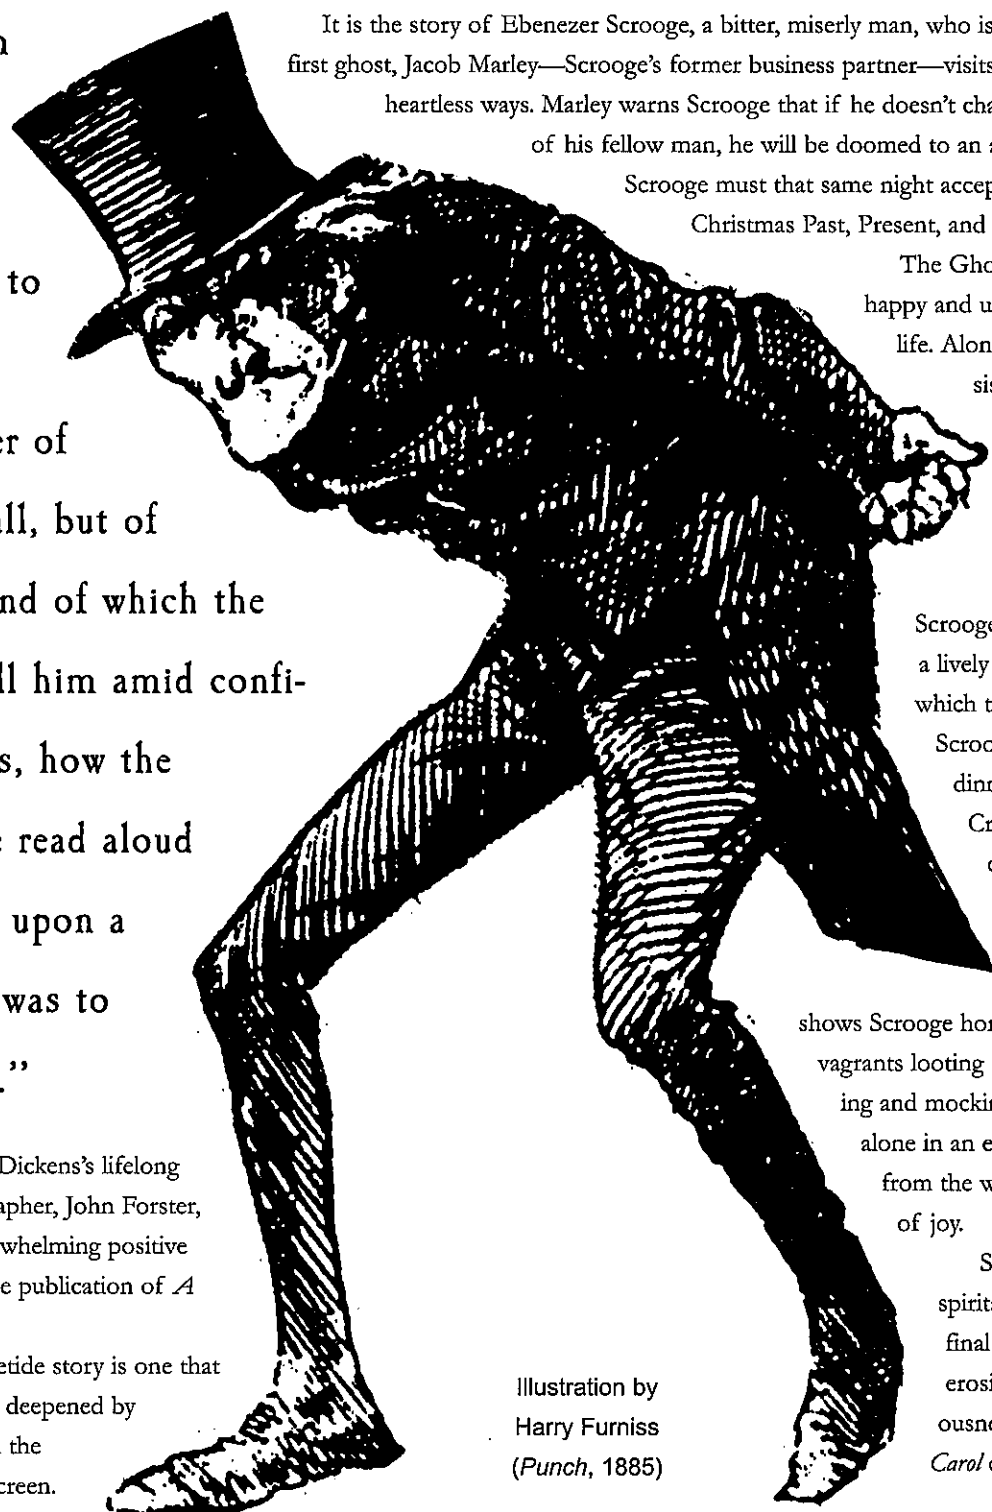 to
er of
all, but of
nd of which the
ll him amid confi-
s, how the
read aloud
upon a
was to
.”
Dickens’s lifelong
apher, John Forster,
whelming positive
e publication of A
etide story is one that
deepened by
the
creen.
It is the story of Ebenezer Scrooge, a bitter, miserly man, who is
first ghost, Jacob Marley—Scrooge’s former business partner—visits
heartless ways. Marley warns Scrooge that if he doesn’t cha
of his fellow man, he will be doomed to an a
Scrooge must that same night accep
Christmas Past, Present, and
The Gho
happy and u
life. Alon
sis
Scrooge
a lively
which t
Scroo
dinn
Cr
shows Scrooge hor
vagrants looting
ing and mockin
alone in an e
from the w
of joy.
S
spirits
final
erosi
ousne
Carol
Illustration by
Harry Furniss
(Punch, 1885)